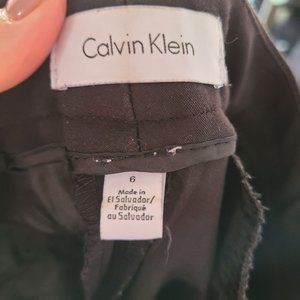 Calvin Klein
6
Made in
El Salvador/
Fabriqué
au Salvador